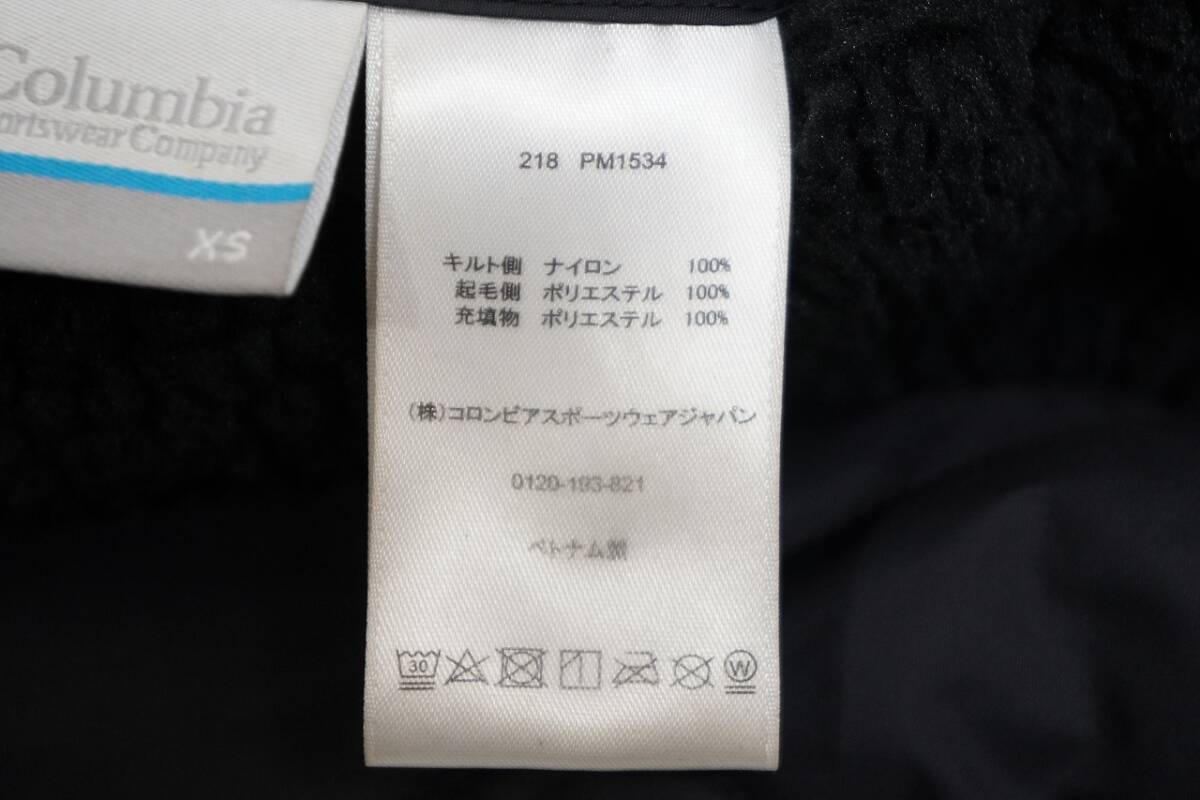 Columbia
Sportswear Company
XS
218 PM1534
キルト側 ナイロン 100%
起毛側 ポリエステル 100%
充填物 ポリエステル 100%
(株)コロンビアスポーツウェアジャパン
0120-193-821
ベトナム製
30
W